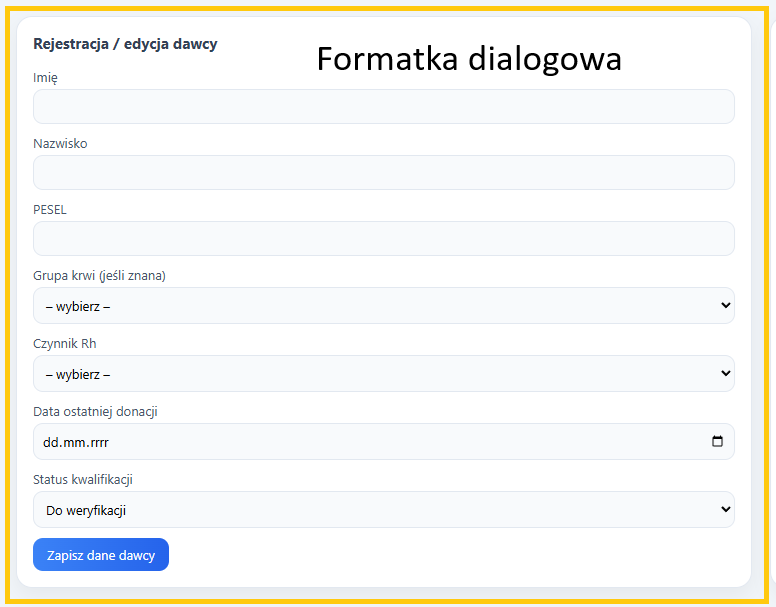 Rejestracja / edycja dawcy
Formatka dialogowa
Imię
Nazwisko
PESEL
Grupa krwi (jeśli znana)
– wybierz –
Czynnik Rh
– wybierz –
Data ostatniej donacji
dd.mm.rrrr
Status kwalifikacji
Do weryfikacji
Zapisz dane dawcy